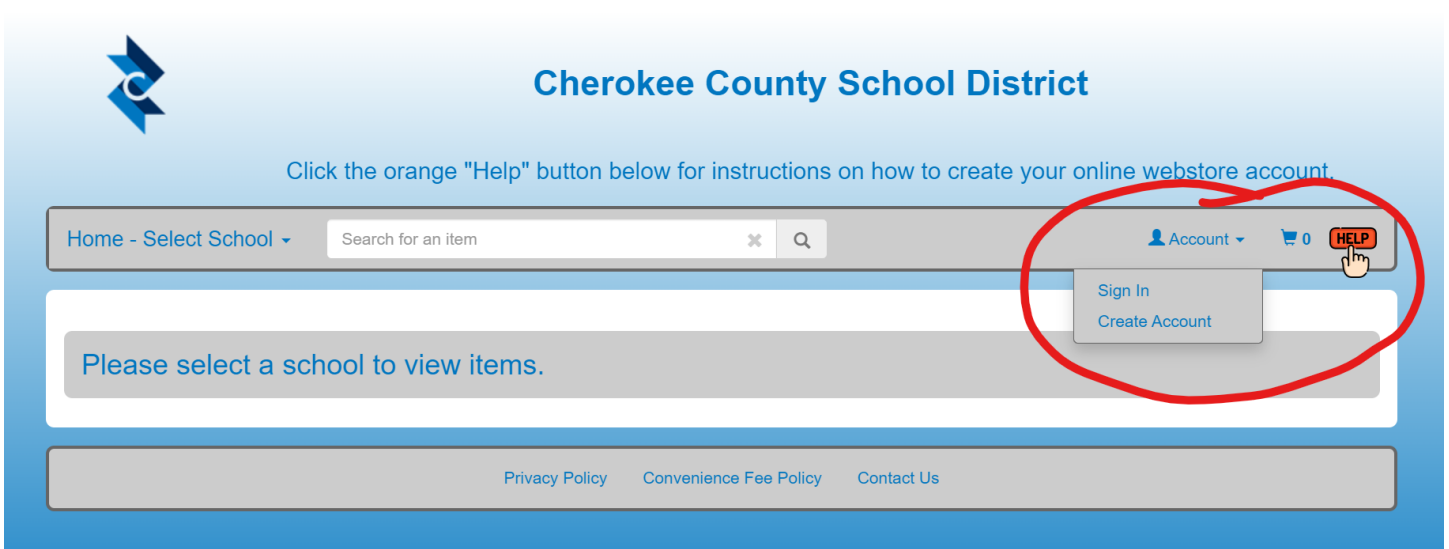 C
Cherokee County School District
Click the orange "Help" button below for instructions on how to create your online webstore account.
Home - Select School Search for an item Account 0 HELP
Sign In
Create Account
Please select a school to view items.
Privacy Policy Convenience Fee Policy Contact Us